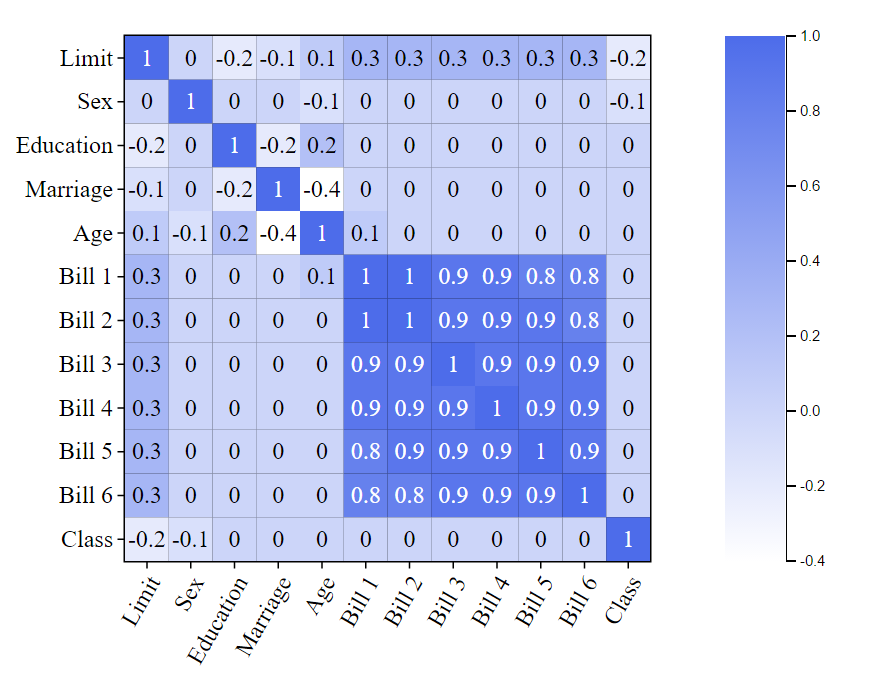 Limit 1 0 -0.2 -0.1 0.1 0.3 0.3 0.3 0.3 0.3 0.3 -0.2
Sex 0 1 0 0 -0.1 0 0 0 0 0 0 -0.1
Education -0.2 0 1 -0.2 0.2 0 0 0 0 0 0 0
Marriage -0.1 0 -0.2 1 -0.4 0 0 0 0 0 0 0
Age 0.1 -0.1 0.2 -0.4 1 0.1 0 0 0 0 0 0
Bill 1 0.3 0 0 0 0.1 1 1 0.9 0.9 0.8 0.8 0
Bill 2 0.3 0 0 0 0 1 1 0.9 0.9 0.9 0.8 0
Bill 3 0.3 0 0 0 0 0.9 0.9 1 0.9 0.9 0.9 0
Bill 4 0.3 0 0 0 0 0.9 0.9 0.9 1 0.9 0.9 0
Bill 5 0.3 0 0 0 0 0.8 0.9 0.9 0.9 1 0.9 0
Bill 6 0.3 0 0 0 0 0.8 0.8 0.9 0.9 0.9 1 0
Class -0.2 -0.1 0 0 0 0 0 0 0 0 0 1
Limit Sex Education Marriage Age Bill 1 Bill 2 Bill 3 Bill 4 Bill 5 Bill 6 Class
1.0
0.8
0.6
0.4
0.2
0.0
-0.2
-0.4